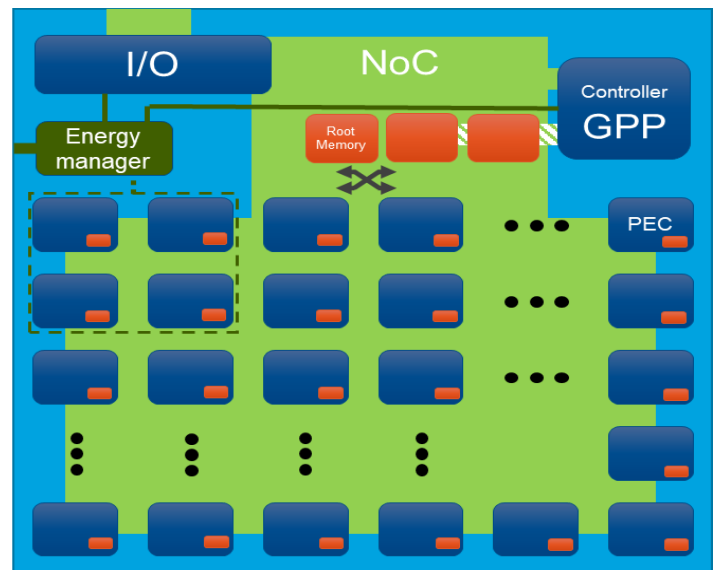 I/O
NoC
Controller
GPP
Energy
manager
Root
Memory
PEC